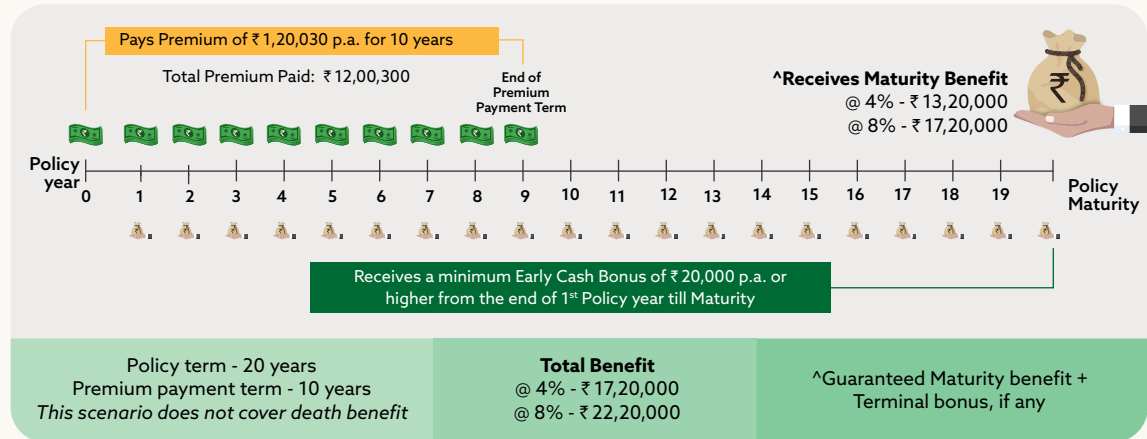 Pays Premium of ₹ 1,20,030 p.a. for 10 years
Total Premium Paid: ₹ 12,00,300
End of
Premium
Payment Term
^Receives Maturity Benefit
@ 4% - ₹ 13,20,000
@ 8% - ₹ 17,20,000
₹
Policy
year
0 1 2 3 4 5 6 7 8 9 10 11 12 13 14 15 16 17 18 19
Policy
Maturity
Receives a minimum Early Cash Bonus of ₹ 20,000 p.a. or
higher from the end of 1st Policy year till Maturity
Policy term - 20 years
Premium payment term - 10 years
This scenario does not cover death benefit
Total Benefit
@ 4% - ₹ 17,20,000
@ 8% - ₹ 22,20,000
^Guaranteed Maturity benefit +
Terminal bonus, if any